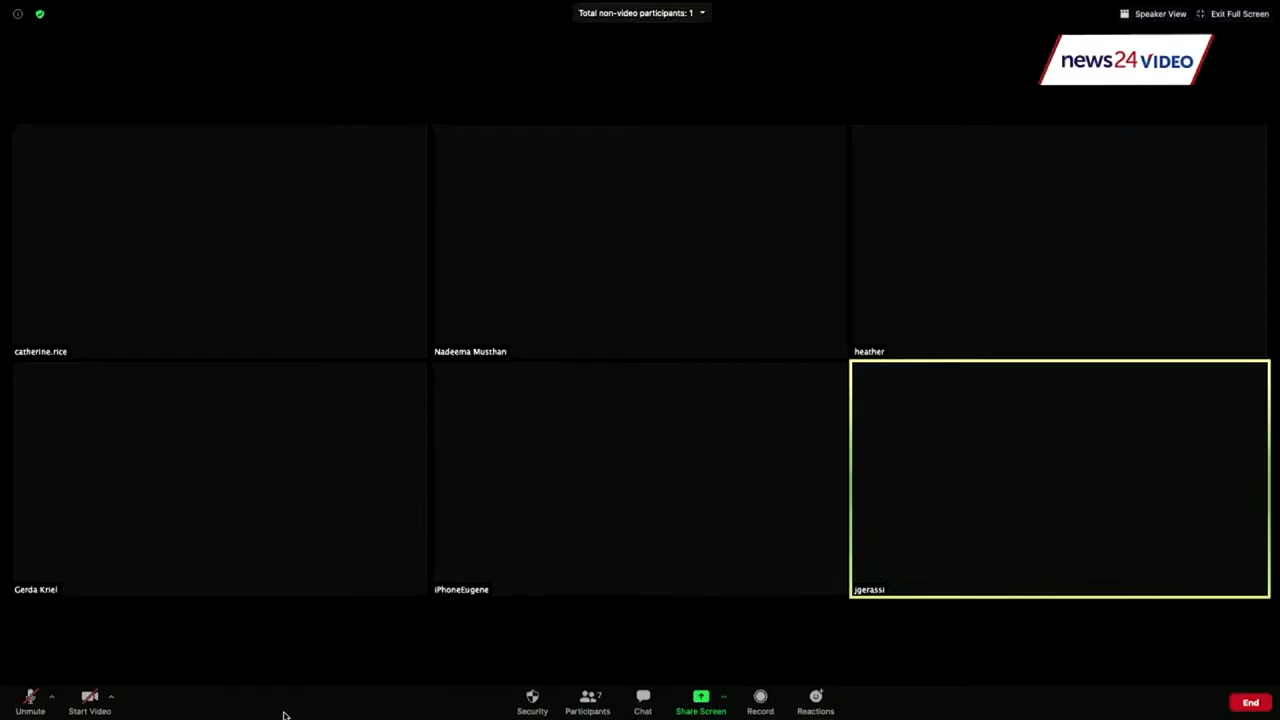 Total non-video participants: 1
Speaker View
Exit Full Screen
news24 VIDEO
catherine.rice
Nadeema Musthan
heather
Gerda Kriel
iPhoneEugene
jgerassi
Unmute
Start Video
Security
7
Participants
Chat
Share Screen
Record
Reactions
End